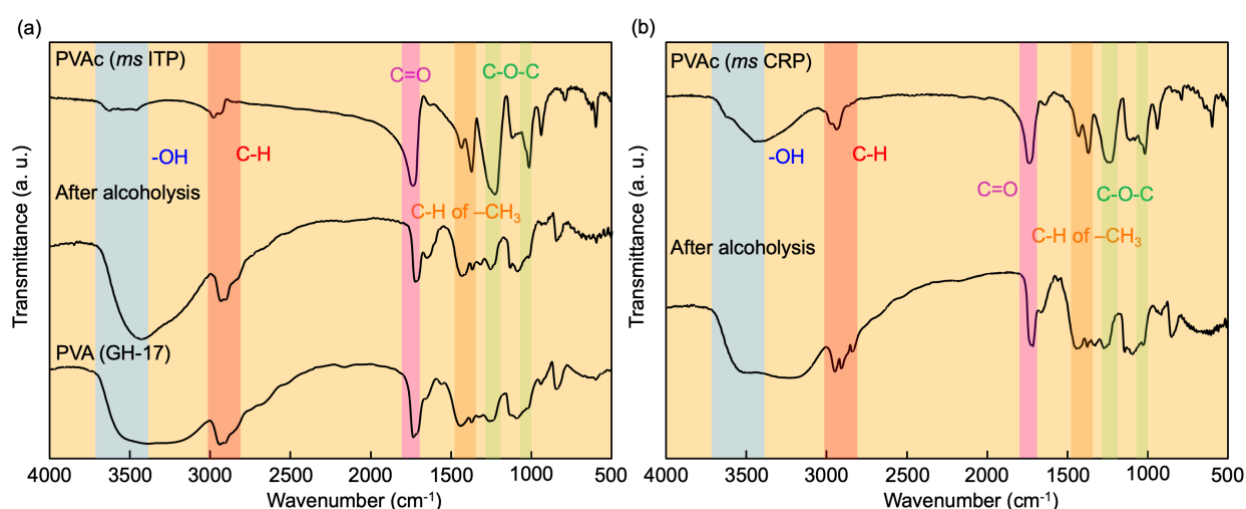 (a)
PVAc (ms ITP)
C=O
C-O-C
-OH
C-H
After alcoholysis
C-H of –CH₃
PVA (GH-17)
Transmittance (a. u.)
4000 3500 3000 2500 2000 1500 1000 500
Wavenumber (cm⁻¹)
(b)
PVAc (ms CRP)
-OH
C-H
C=O
C-O-C
C-H of –CH₃
After alcoholysis
Transmittance (a. u.)
4000 3500 3000 2500 2000 1500 1000 500
Wavenumber (cm⁻¹)